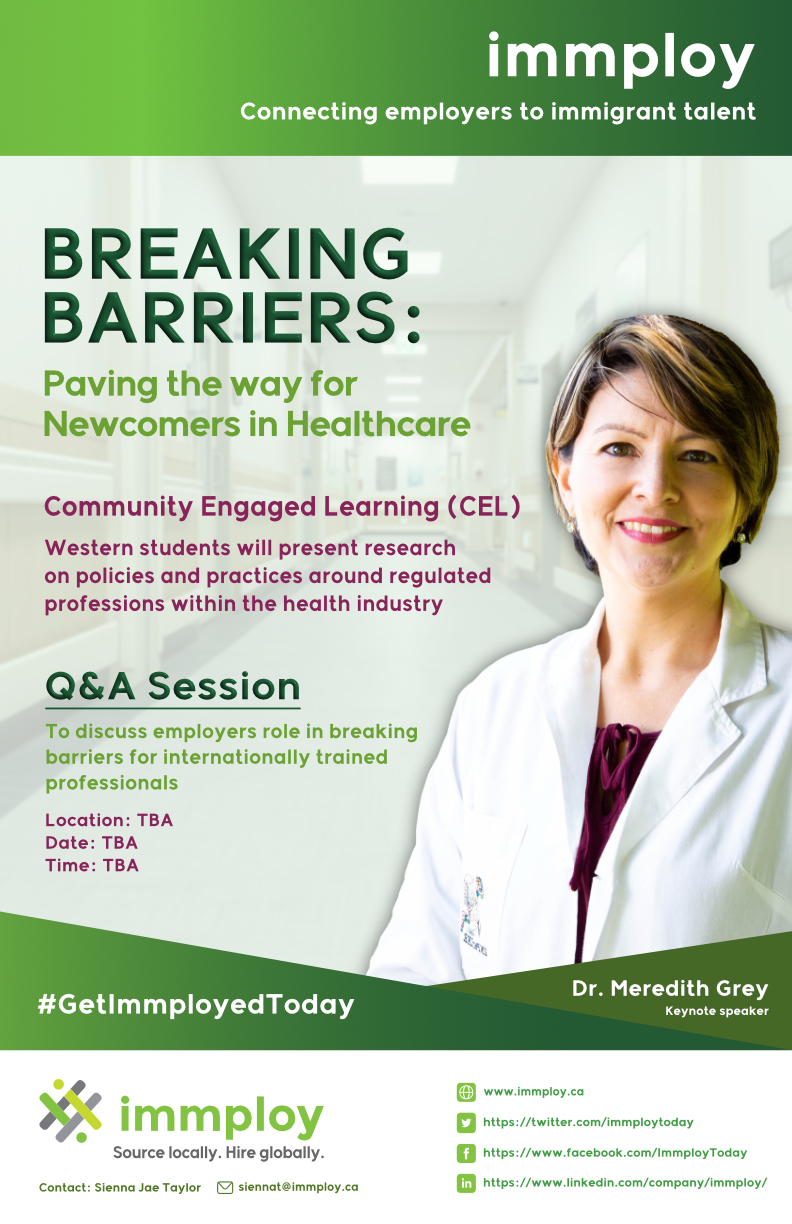 immploy
Connecting employers to immigrant talent
BREAKING
BARRIERS:
Paving the way for
Newcomers in Healthcare
Community Engaged Learning (CEL)
Western students will present research
on policies and practices around regulated
professions within the health industry
Q&A Session
To discuss employers role in breaking
barriers for internationally trained
professionals
Location: TBA
Date: TBA
Time: TBA
#GetImmployedToday
Dr. Meredith Grey
Keynote speaker
immploy
Source locally. Hire globally.
Contact: Sienna Jae Taylor siennat@immploy.ca
www.immploy.ca
https://twitter.com/immploytoday
https://www.facebook.com/ImmployToday
https://www.linkedin.com/company/immploy/